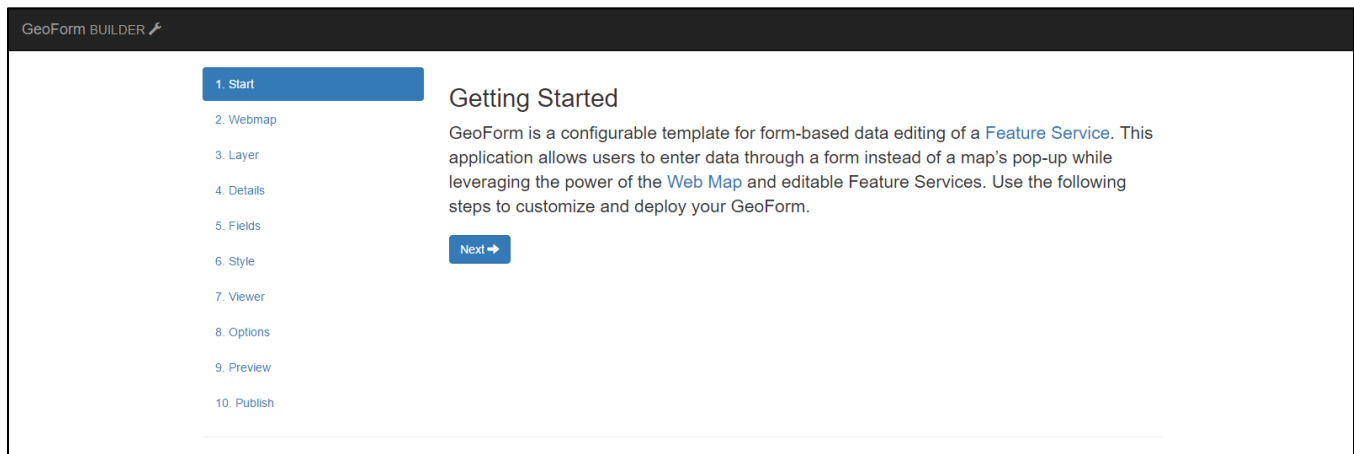 GeoForm BUILDER
1. Start
2. Webmap
3. Layer
4. Details
5. Fields
6. Style
7. Viewer
8. Options
9. Preview
10. Publish
Getting Started
GeoForm is a configurable template for form-based data editing of a Feature Service. This
application allows users to enter data through a form instead of a map’s pop-up while
leveraging the power of the Web Map and editable Feature Services. Use the following
steps to customize and deploy your GeoForm.
Next